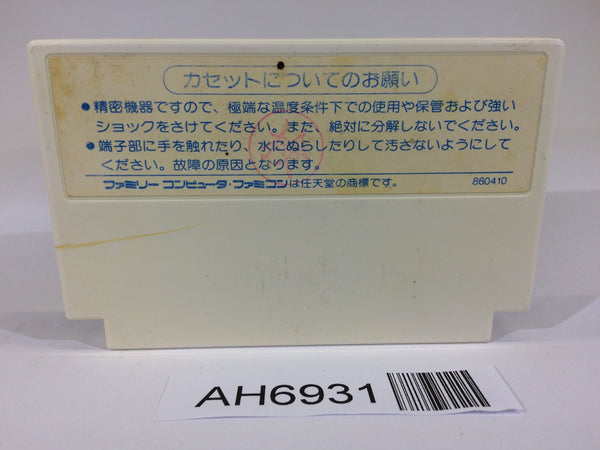 カセットについてのお願い
●精密機器ですので、極端な温度条件下での使用や保管および強い
ショックをさけてください。また、絶対に分解しないでください。
●端子部に手を触れたり、水にぬらしたりして汚さないようにして
ください。故障の原因となります。
ファミリーコンピュータ・ファミコンは任天堂の商標です。 860410
AH6931